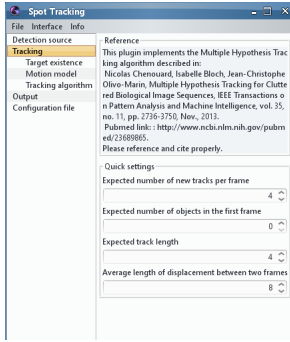 Spot Tracking
File Interface Info
Detection source
Tracking
Target existence
Motion model
Tracking algorithm
Output
Configuration file
Reference
This plugin implements the Multiple Hypothesis Trac
king algorithm described in:
Nicolas Chenouard, Isabelle Bloch, Jean-Christophe
Olivo-Marin, Multiple Hypothesis Tracking for Clutte
red Biological Image Sequences, IEEE Transactions o
n Pattern Analysis and Machine Intelligence, vol. 35,
no. 11, pp. 2736-3750, Nov., 2013.
Pubmed link: : http://www.ncbi.nlm.nih.gov/pubm
ed/23689865.
Please reference and cite properly.
Quick settings
Expected number of new tracks per frame
4
Expected number of objects in the first frame
0
Expected track length
4
Average length of displacement between two frames
8